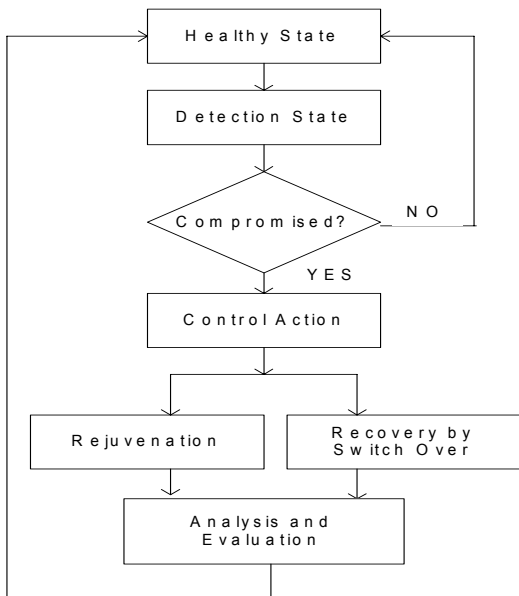 Healthy State
Detection State
Compromised?
NO
YES
Control Action
Rejuvenation
Recovery by
Switch Over
Analysis and
Evaluation